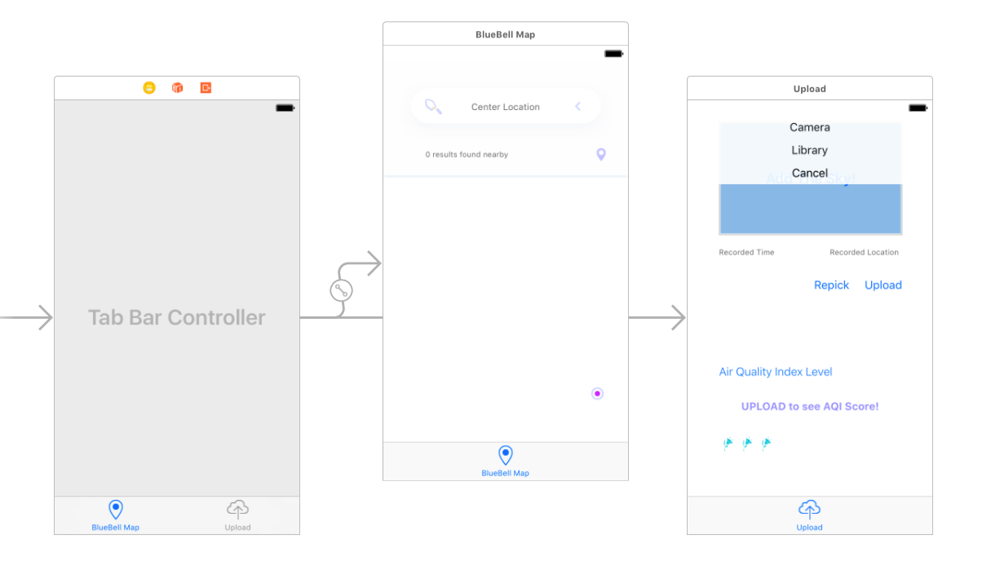 Tab Bar Controller
BlueBell Map
Upload
BlueBell Map
Center Location
0 results found nearby
BlueBell Map
Upload
Camera
Library
Cancel
Add The Sky!
Recorded Time
Recorded Location
Repick
Upload
Air Quality Index Level
UPLOAD to see AQI Score!
Upload